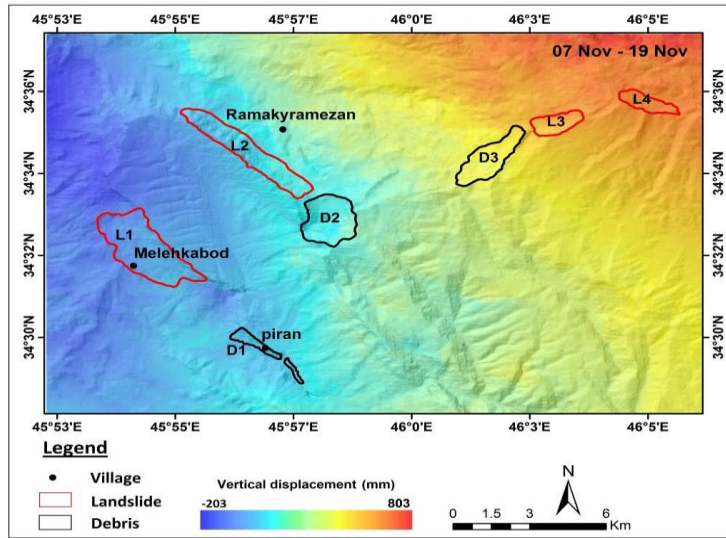 45°53'E 45°55'E 45°57'E 46°0'E 46°3'E 46°5'E
07 Nov - 19 Nov
34°36'N 34°36'N
L4
Ramakyramezan
L3
L2
34°34'N 34°34'N
D3
D2
L1
34°32'N 34°32'N
Melehkabod
piran
34°30'N 34°30'N
D1
45°53'E 45°55'E 45°57'E 46°0'E 46°3'E 46°5'E
Legend
Village
Landslide
Debris
Vertical displacement (mm)
-203 803
N
0 1.5 3 6
Km